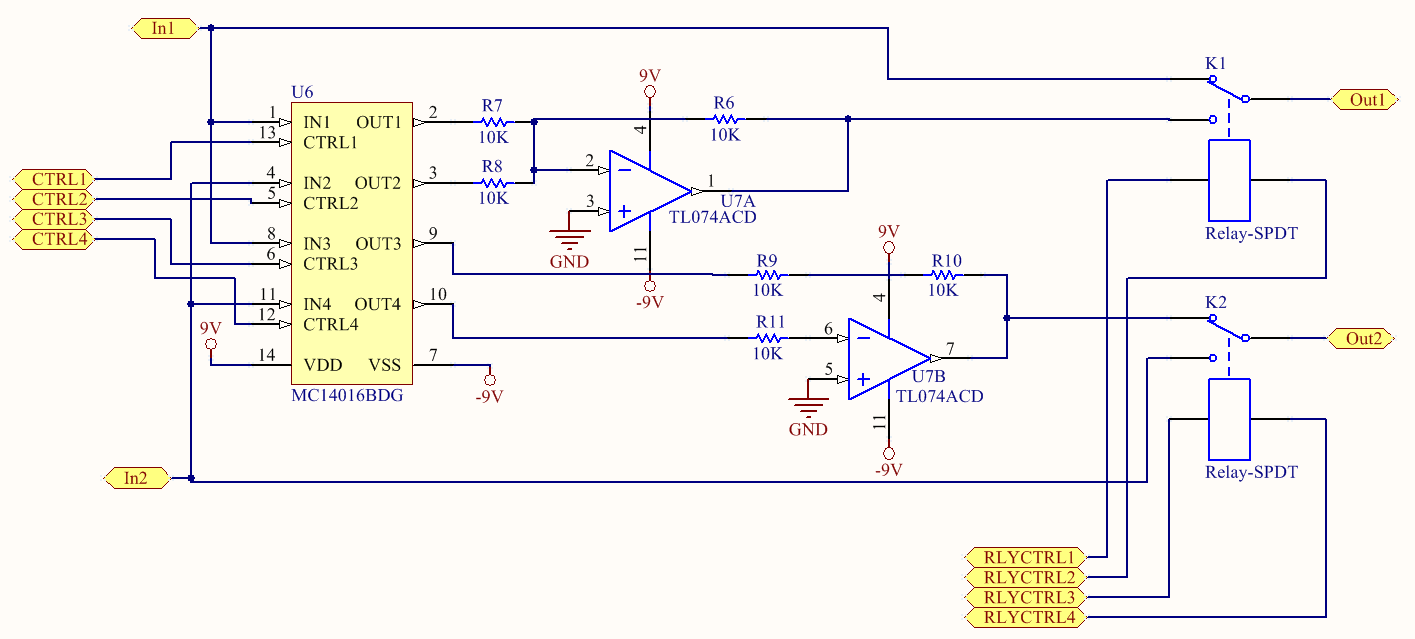 In1
K1
Out1
9V
U6
R7
R6
1
IN1
OUT1
2
10K
4
10K
13
CTRL1
R8
2
4
IN2
OUT2
3
10K
1
U7A
3
TL074ACD
CTRL1
5
CTRL2
CTRL2
CTRL3
CTRL4
8
IN3
OUT3
9
11
GND
-9V
Relay-SPDT
6
CTRL3
9V
R9
R10
10K
4
10K
11
IN4
OUT4
10
K2
12
CTRL4
R11
6
10K
7
Out2
9V
14
VDD
VSS
7
5
U7B
TL074ACD
MC14016BDG
-9V
11
GND
-9V
Relay-SPDT
In2
RLYCTRL1
RLYCTRL2
RLYCTRL3
RLYCTRL4